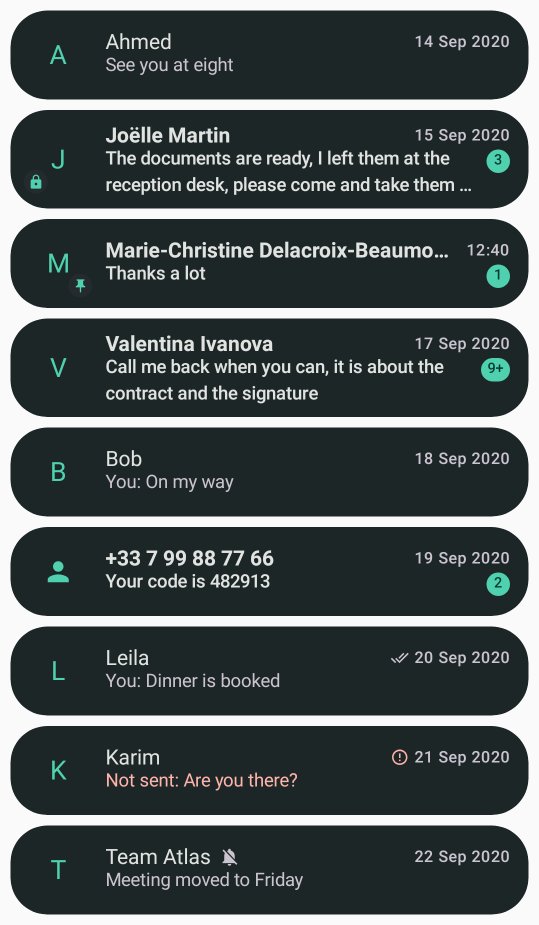 A
Ahmed
14 Sep 2020
See you at eight
J
Joëlle Martin
15 Sep 2020
The documents are ready, I left them at the
3
reception desk, please come and take them ...
M
Marie-Christine Delacroix-Beaumo...
12:40
Thanks a lot
1
V
Valentina Ivanova
17 Sep 2020
Call me back when you can, it is about the
9+
contract and the signature
B
Bob
18 Sep 2020
You: On my way
+33 7 99 88 77 66
19 Sep 2020
Your code is 482913
2
L
Leila
20 Sep 2020
You: Dinner is booked
K
Karim
21 Sep 2020
Not sent: Are you there?
T
Team Atlas
22 Sep 2020
Meeting moved to Friday